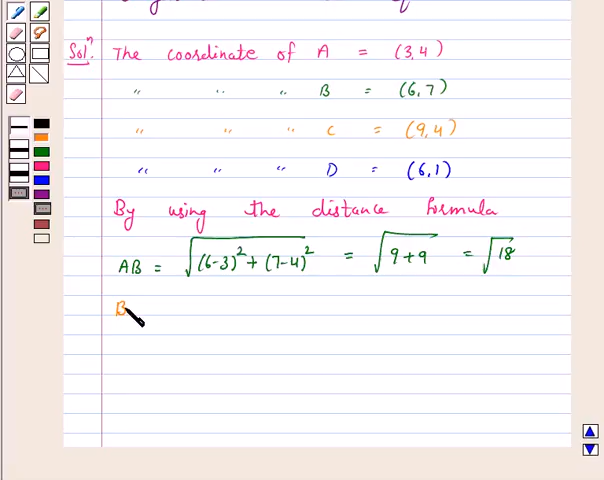 Solⁿ. The coordinate of A = (3,4)
" " " B = (6,7)
" " " C = (9,4)
" " " D = (6,1)
By using the distance formula
AB = √(6-3)² + (7-4)² = √9+9 = √18
B